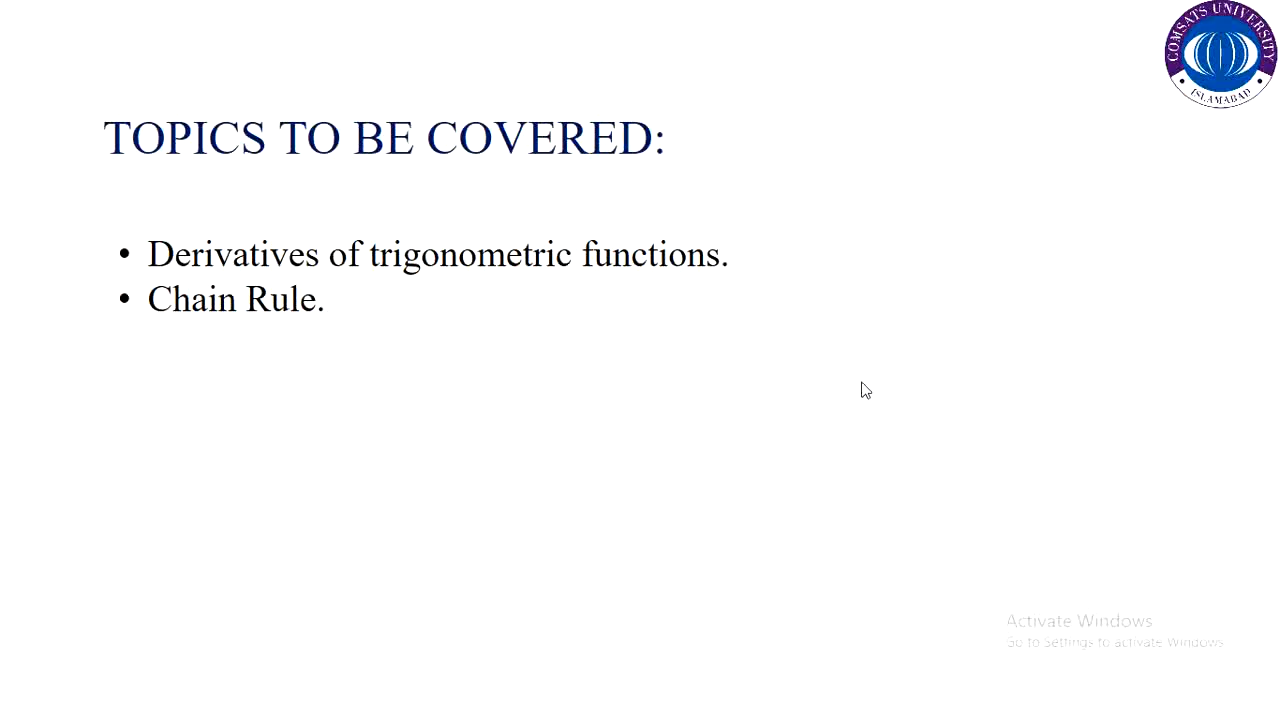 COMSATS UNIVERSITY
ISLAMABAD
TOPICS TO BE COVERED:
• Derivatives of trigonometric functions.
• Chain Rule.
Activate Windows
Go to Settings to activate Windows